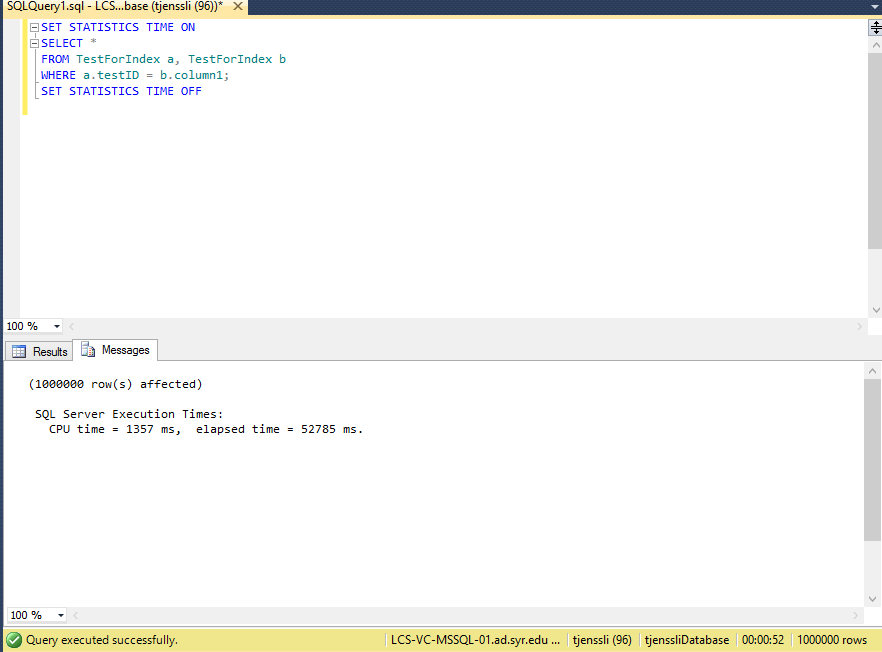 SQLQuery1.sql - LCS...base (tjenssli (96))*
SET STATISTICS TIME ON
SELECT *
FROM TestForIndex a, TestForIndex b
WHERE a.testID = b.column1;
SET STATISTICS TIME OFF
100 %
Results Messages
(1000000 row(s) affected)
SQL Server Execution Times:
CPU time = 1357 ms,  elapsed time = 52785 ms.
100 %
Query executed successfully. LCS-VC-MSSQL-01.ad.syr.edu ... tjenssli (96) tjenssliDatabase 00:00:52 1000000 rows